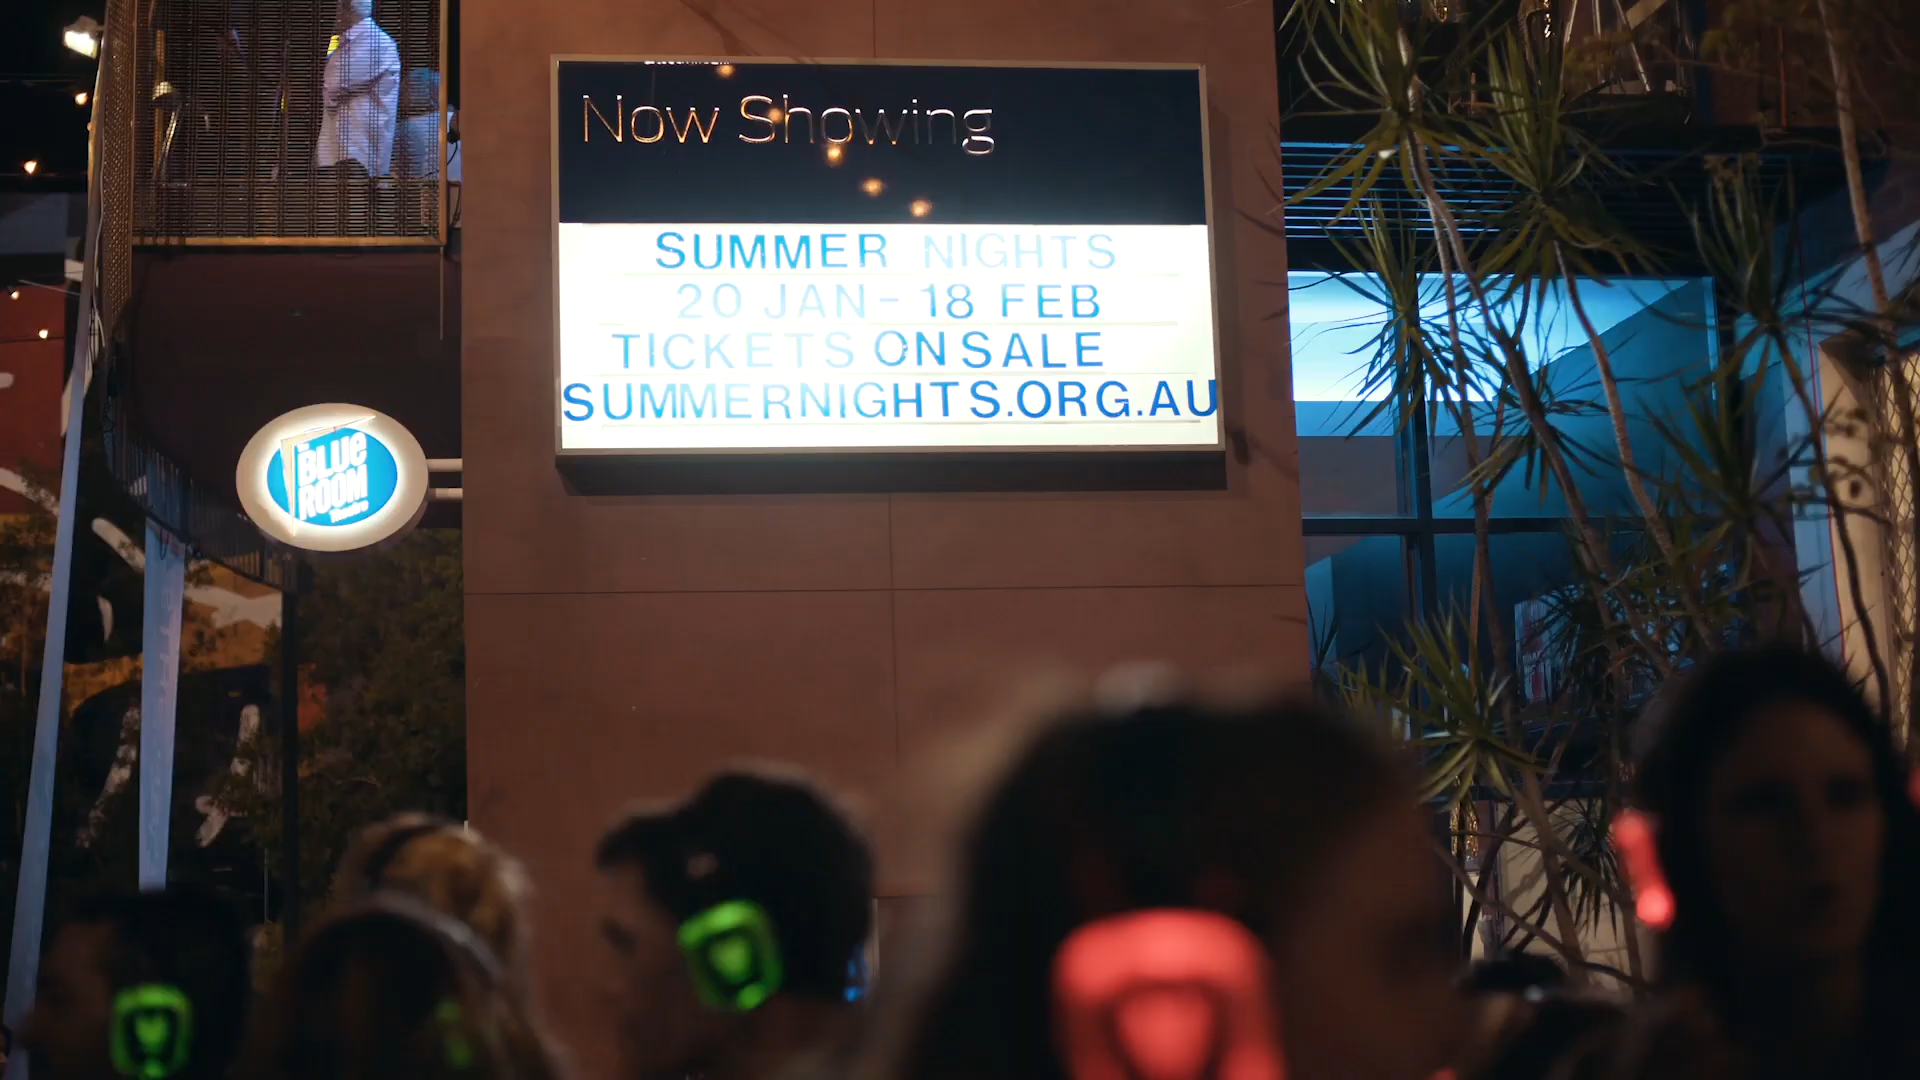 Now Showing
SUMMER NIGHTS
20 JAN - 18 FEB
TICKETS ON SALE
SUMMERNIGHTS.ORG.AU
BLUE
ROOM